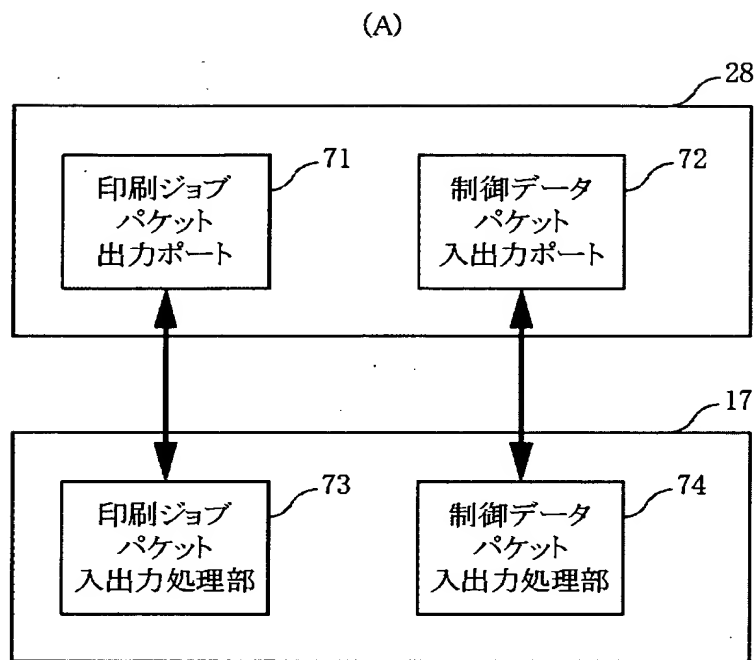 (A)
28
71
印刷ジョブ
パケット
出力ポート
72
制御データ
パケット
入出力ポート
17
73
印刷ジョブ
パケット
入出力処理部
74
制御データ
パケット
入出力処理部